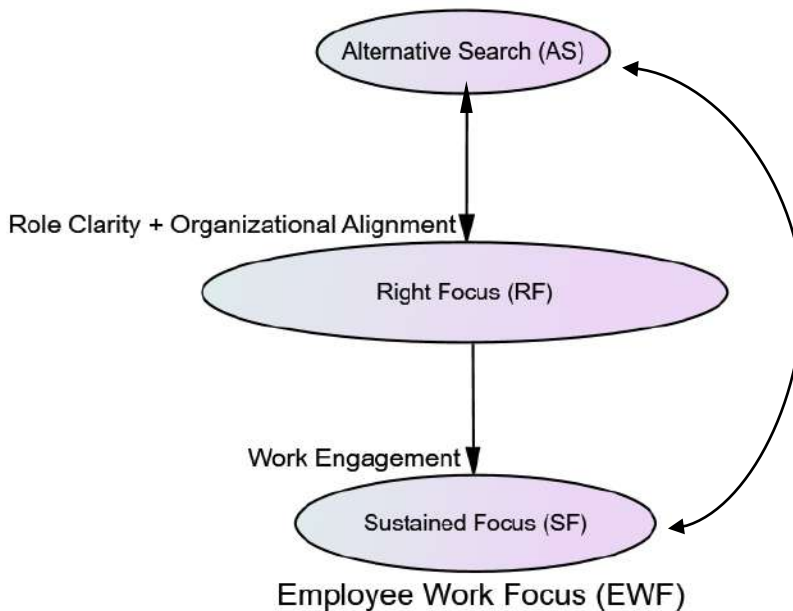 Alternative Search (AS)
Role Clarity + Organizational Alignment
Right Focus (RF)
Work Engagement
Sustained Focus (SF)
Employee Work Focus (EWF)